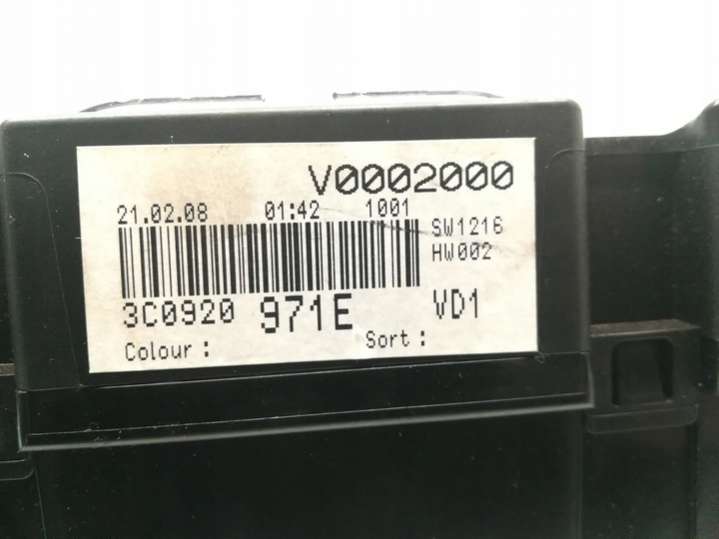 V0002000
21.02.08 01:42 1001
SW1216
HW002
3C0920 971E VD1
Colour : Sort :